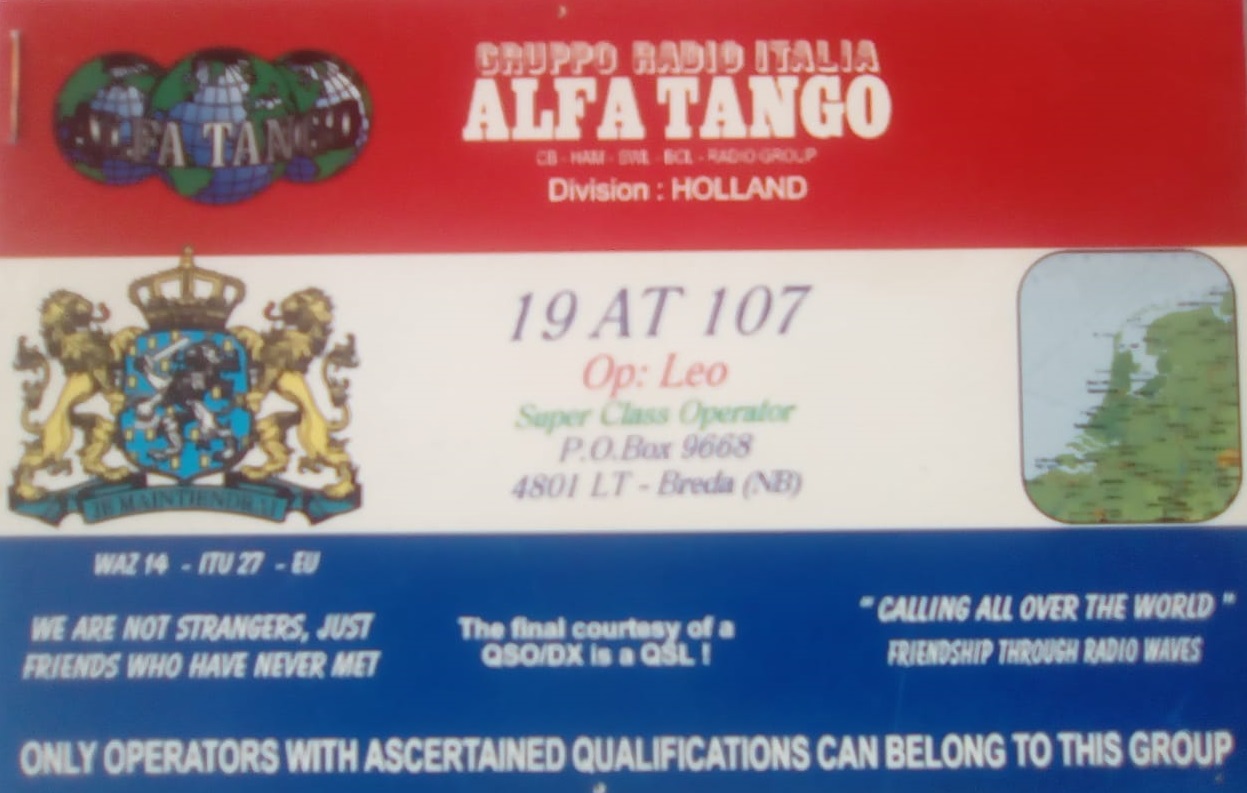 ALFA TANGO
GRUPPO RADIO ITALIA
ALFA TANGO
CB - HAM - SWL - BCL - RADIO GROUP
Division : HOLLAND
19 AT 107
Op: Leo
Super Class Operator
P.O.Box 9668
4801 LT - Breda (NB)
JE MAINTIENDRAI
WAZ 14 - ITU 27 - EU
WE ARE NOT STRANGERS, JUST
FRIENDS WHO HAVE NEVER MET
The final courtesy of a
QSO/DX is a QSL !
" CALLING ALL OVER THE WORLD "
FRIENDSHIP THROUGH RADIO WAVES
ONLY OPERATORS WITH ASCERTAINED QUALIFICATIONS CAN BELONG TO THIS GROUP